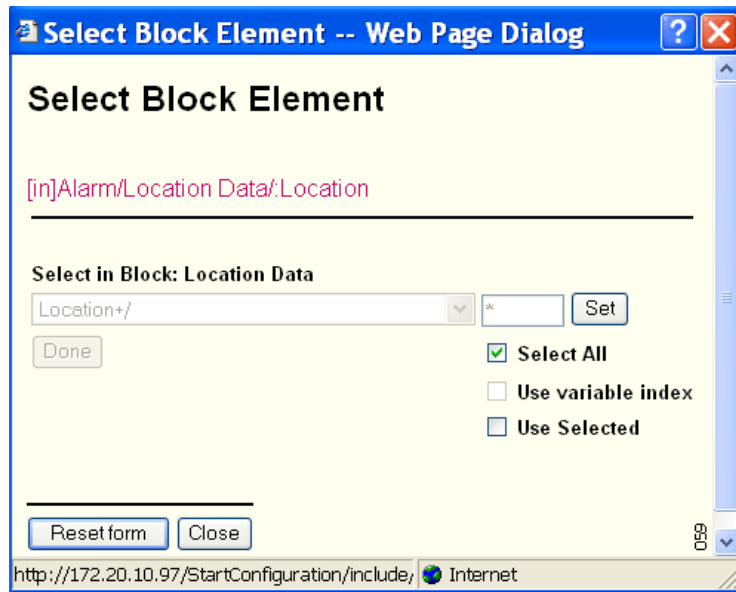 Select Block Element -- Web Page Dialog
Select Block Element
[in]Alarm/Location Data/:Location
Select in Block: Location Data
Location+/ * Set
Done
Select All
Use variable index
Use Selected
Reset form Close
059
http://172.20.10.97/StartConfiguration/include, Internet